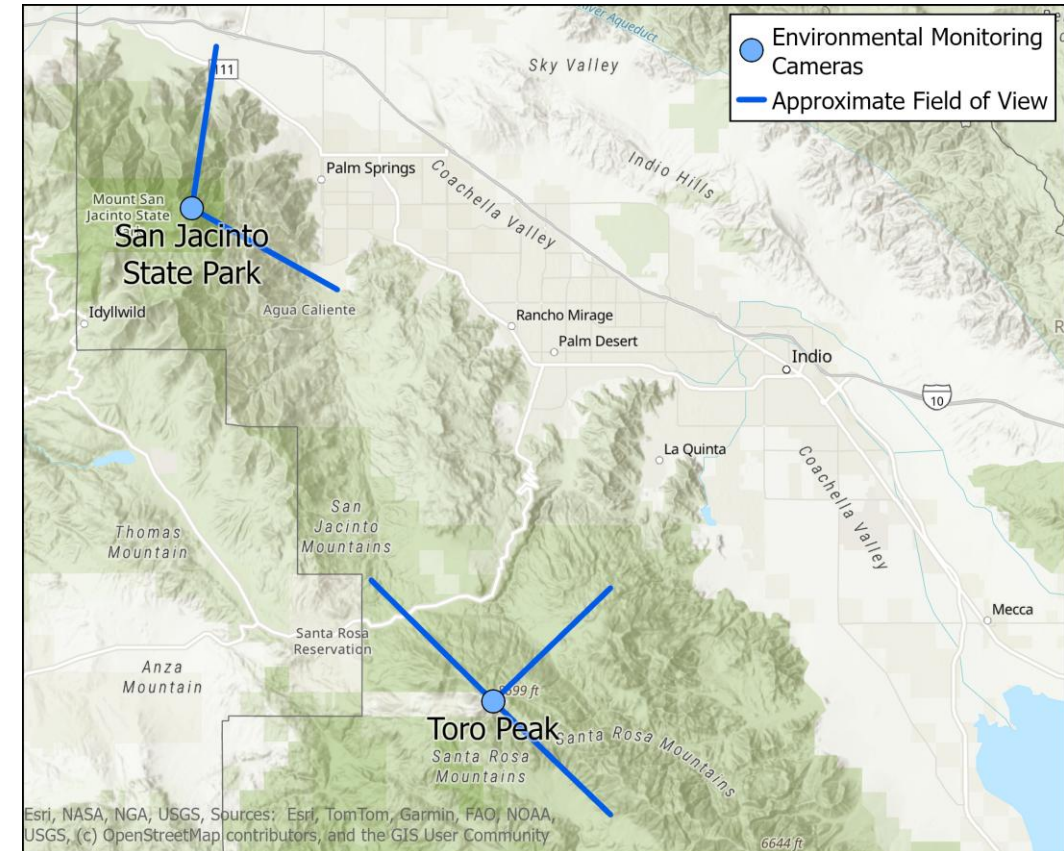 Environmental Monitoring
Cameras
Approximate Field of View
River Aqueduct
111
Sky Valley
Palm Springs
Coachella Valley
Indio Hills
Mount San
Jacinto State
San Jacinto
State Park
Idyllwild
Agua Caliente
Rancho Mirage
Palm Desert
Indio
10
La Quinta
Coachella Valley
San
Jacinto
Mountains
Thomas
Mountain
Mecca
Santa Rosa
Reservation
Anza
Mountain
Toro Peak
Santa Rosa Mountains
Santa Rosa
Mountains
Esri, NASA, NGA, USGS, Sources: Esri, TomTom, Garmin, FAO, NOAA,
USGS, (c) OpenStreetMap contributors, and the GIS User Community
6644 ft